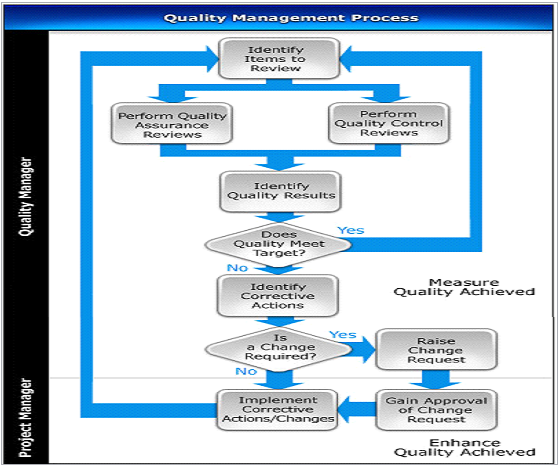 Quality Management Process
Quality Manager
Project Manager
Identify
Items to
Review
Perform Quality
Assurance
Reviews
Perform
Quality Control
Reviews
Identify
Quality Results
Does
Quality Meet
Target?
Yes
No
Measure
Quality Achieved
Identify
Corrective
Actions
Is
a Change
Required?
Yes
No
Raise
Change
Request
Implement
Corrective
Actions/Changes
Gain Approval
of Change
Request
Enhance
Quality Achieved